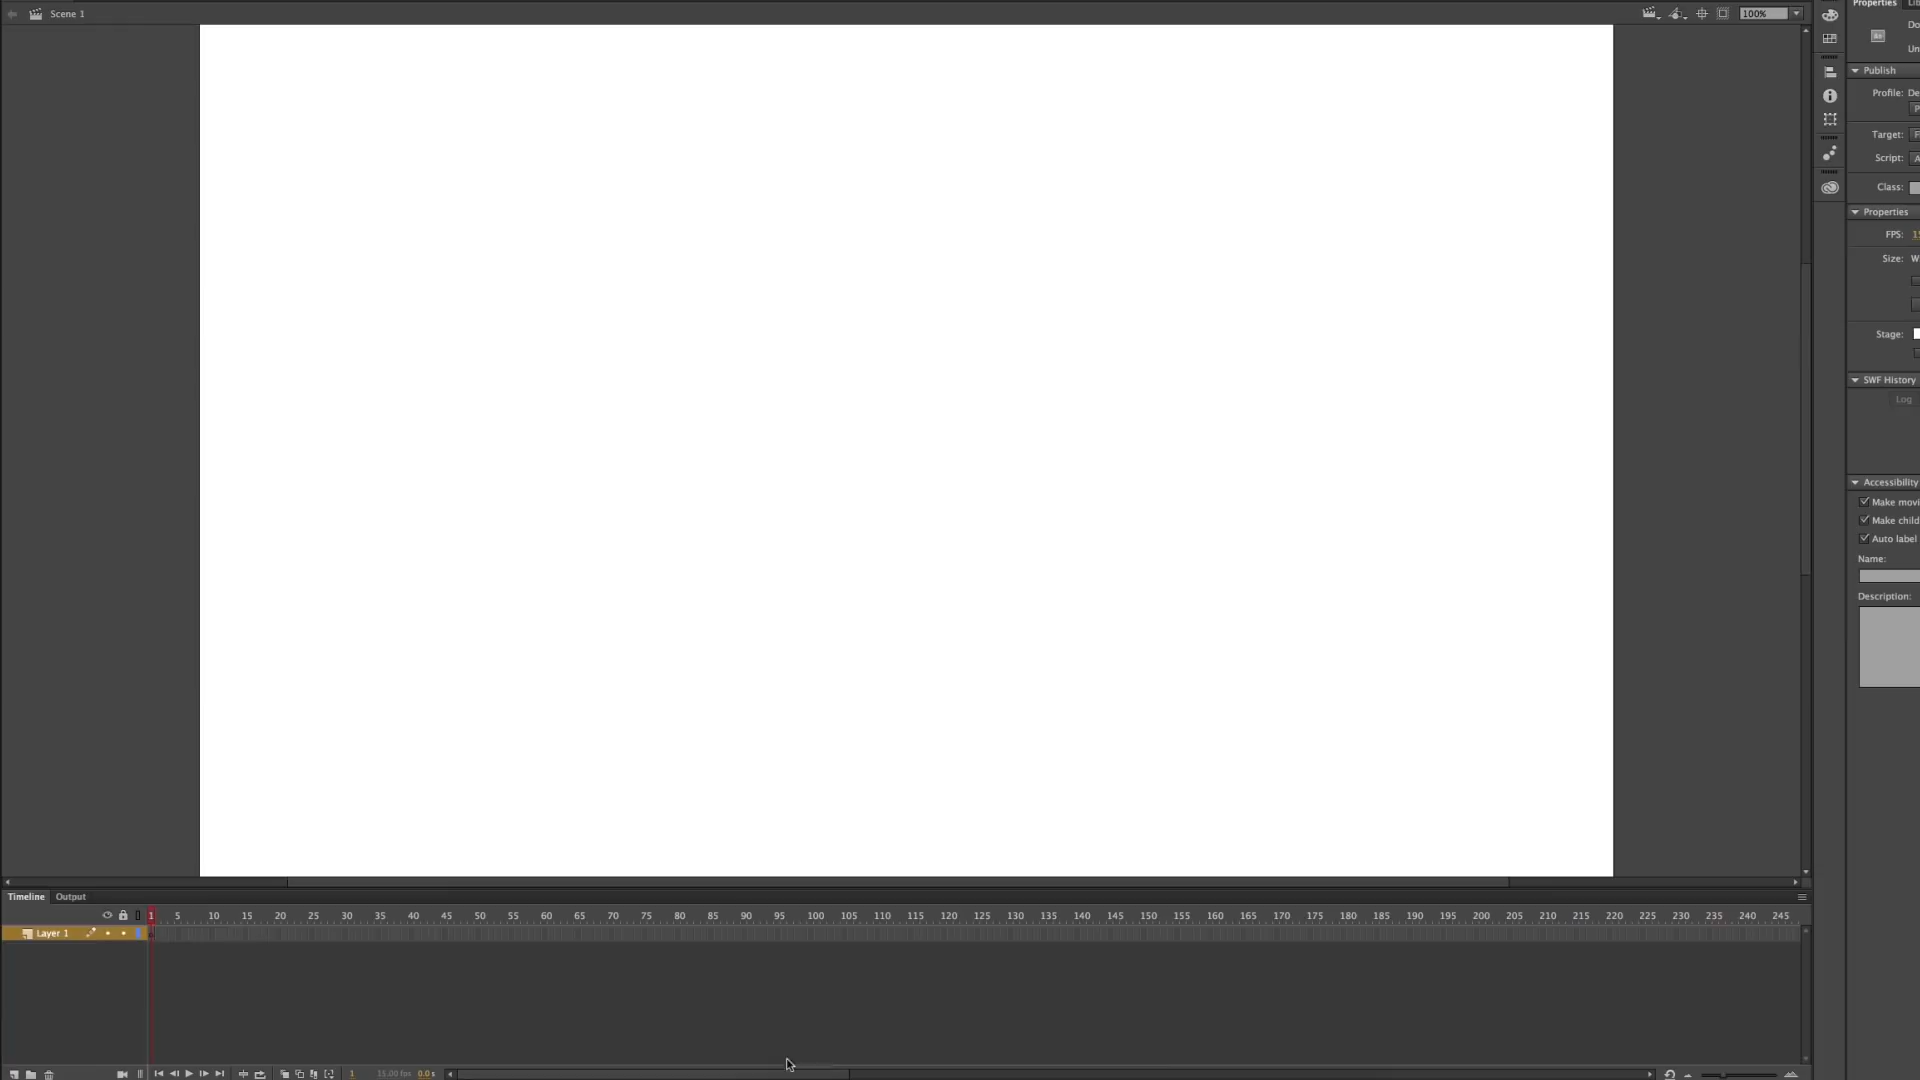 Scene 1
100%
Properties
Publish
Profile:
Target:
Script:
Class:
Properties
FPS:
Size:
Stage:
SWF History
Log
Accessibility
Make movi
Make child
Auto label
Name:
Description:
Timeline Output
1 5 10 15 20 25 30 35 40 45 50 55 60 65 70 75 80 85 90 95 100 105 110 115 120 125 130 135 140 145 150 155 160 165 170 175 180 185 190 195 200 205 210 215 220 225 230 235 240 245
Layer 1
1 15.00 fps 0.0 s